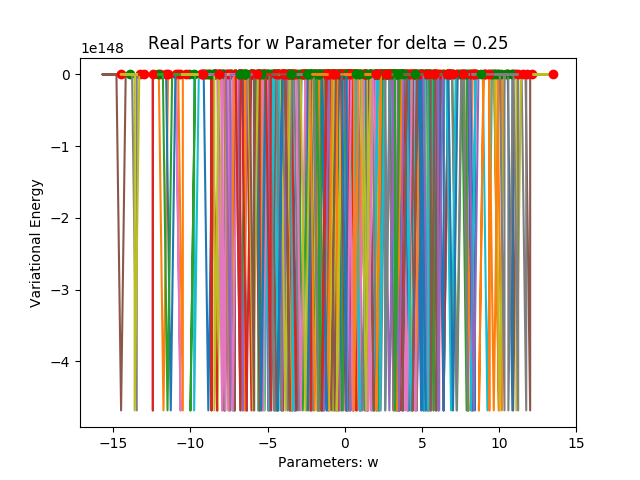 Real Parts for w Parameter for delta = 0.25
1e148
0
−1
−2
−3
−4
Variational Energy
−15 −10 −5 0 5 10 15
Parameters: w